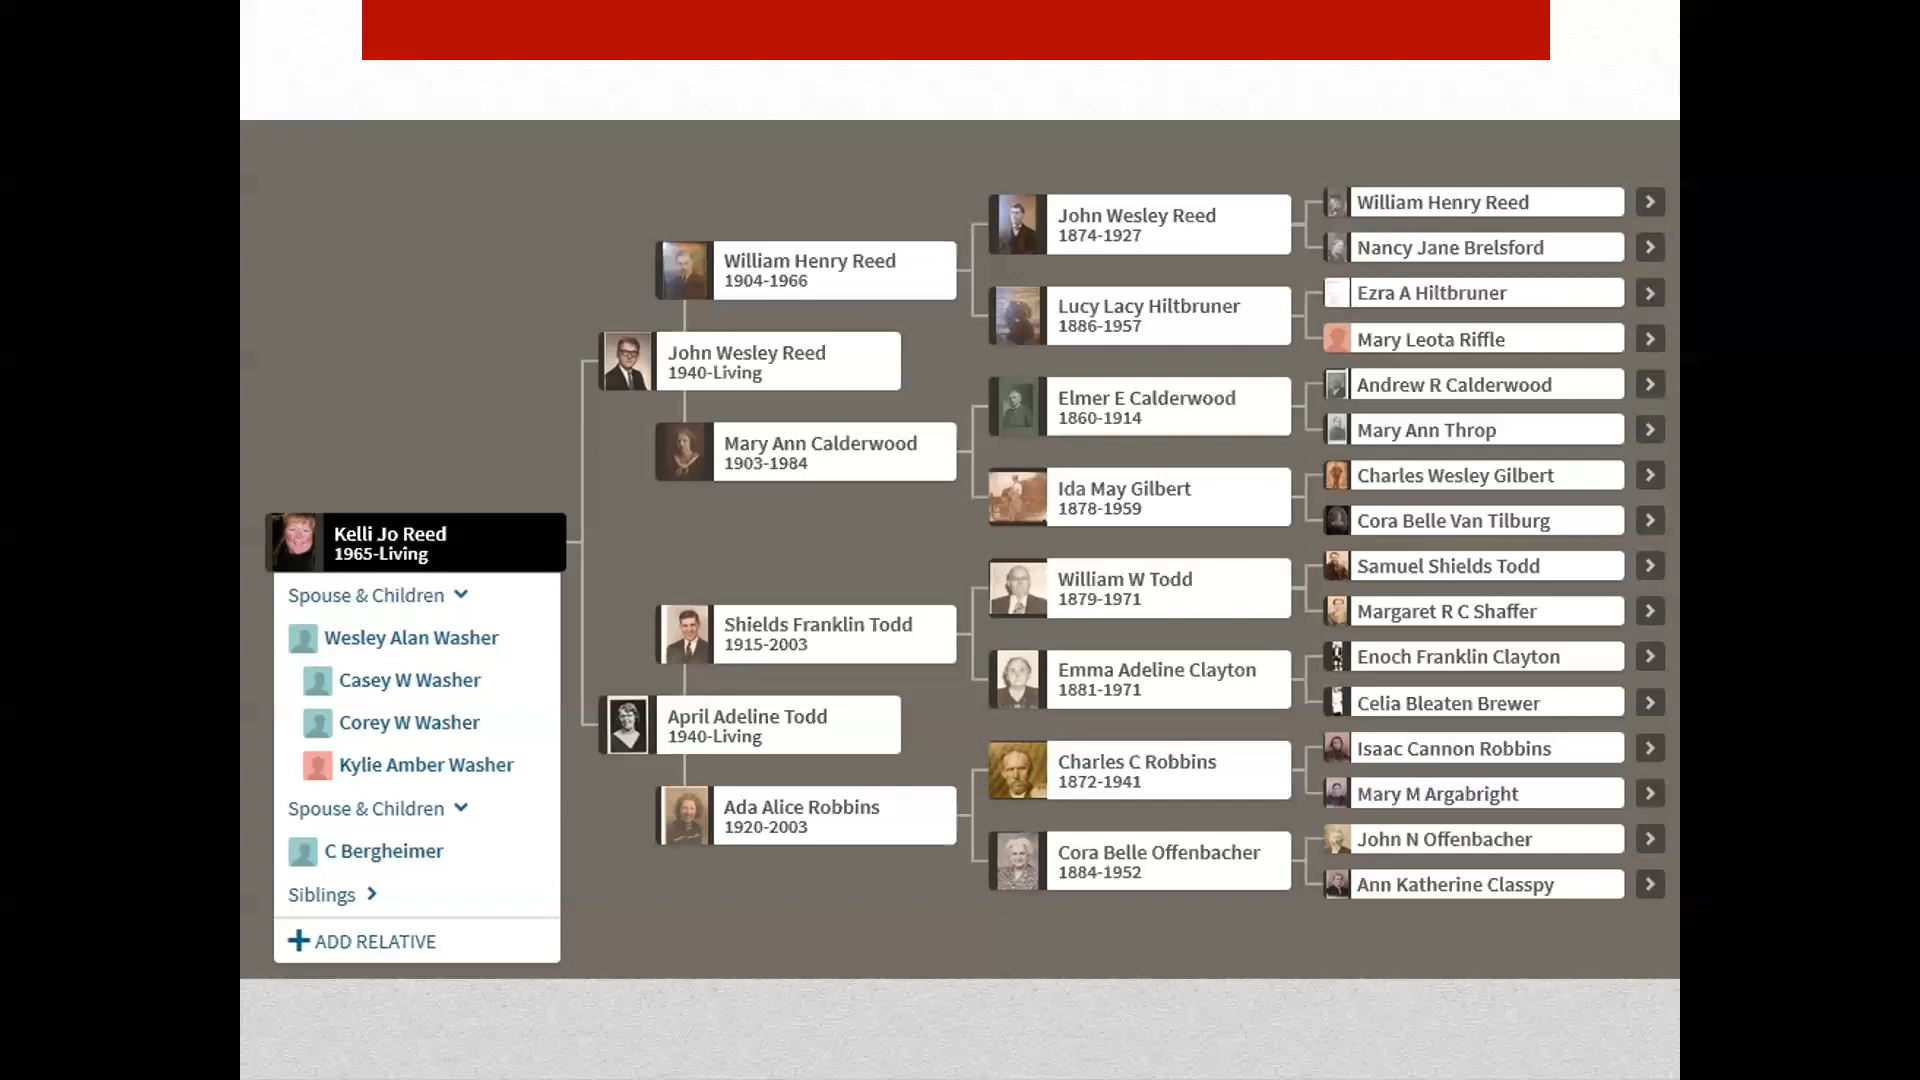 Kelli Jo Reed
1965-Living
Spouse & Children
Wesley Alan Washer
Casey W Washer
Corey W Washer
Kylie Amber Washer
Spouse & Children
C Bergheimer
Siblings
ADD RELATIVE
William Henry Reed
1904-1966
John Wesley Reed
1940-Living
Mary Ann Calderwood
1903-1984
Shields Franklin Todd
1915-2003
April Adeline Todd
1940-Living
Ada Alice Robbins
1920-2003
John Wesley Reed
1874-1927
Lucy Lacy Hiltbruner
1886-1957
Elmer E Calderwood
1860-1914
Ida May Gilbert
1878-1959
William W Todd
1879-1971
Emma Adeline Clayton
1881-1971
Charles C Robbins
1872-1941
Cora Belle Offenbacher
1884-1952
William Henry Reed
Nancy Jane Brelsford
Ezra A Hiltbruner
Mary Leota Riffle
Andrew R Calderwood
Mary Ann Throp
Charles Wesley Gilbert
Cora Belle Van Tilburg
Samuel Shields Todd
Margaret R C Shaffer
Enoch Franklin Clayton
Celia Bleaten Brewer
Isaac Cannon Robbins
Mary M Argabright
John N Offenbacher
Ann Katherine Classpy